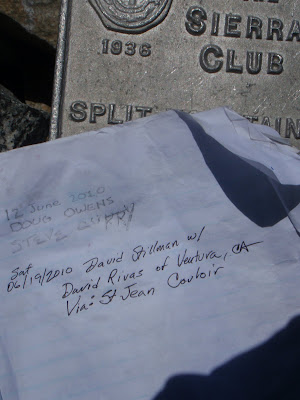 THE
SIERRA
1936
CLUB
SPLIT
12 June 2010
DOUG OWENS
STEVE
Sat
06/19/2010 David Stillman w/
David Rivas of Ventura, CA
Via: St Jean Couloir